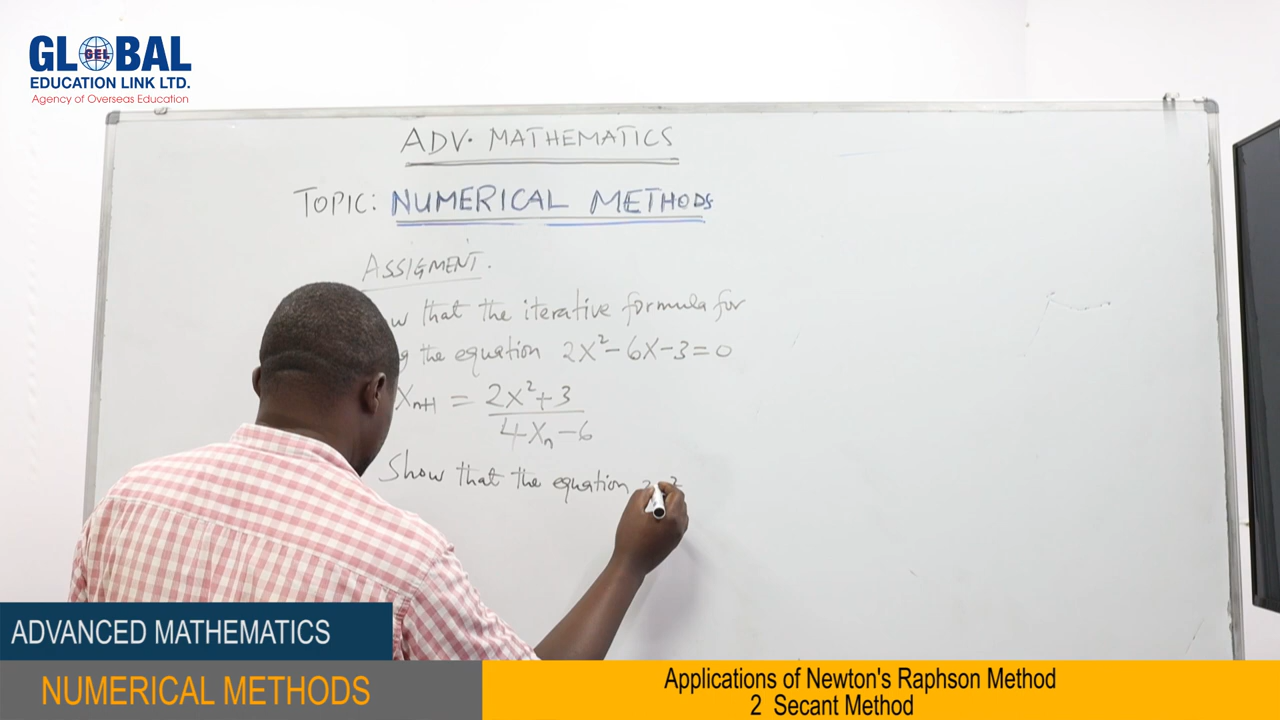 GLOBAL
GEL
EDUCATION LINK LTD.
Agency of Overseas Education
ADV. MATHEMATICS
TOPIC: NUMERICAL METHODS
ASSIGMENT.
that the iterative formula for
the equation 2X²-6X-3=0
Xn+1 = 2X²+3
4Xn-6
Show that the equation
ADVANCED MATHEMATICS
NUMERICAL METHODS
Applications of Newton's Raphson Method
2 Secant Method